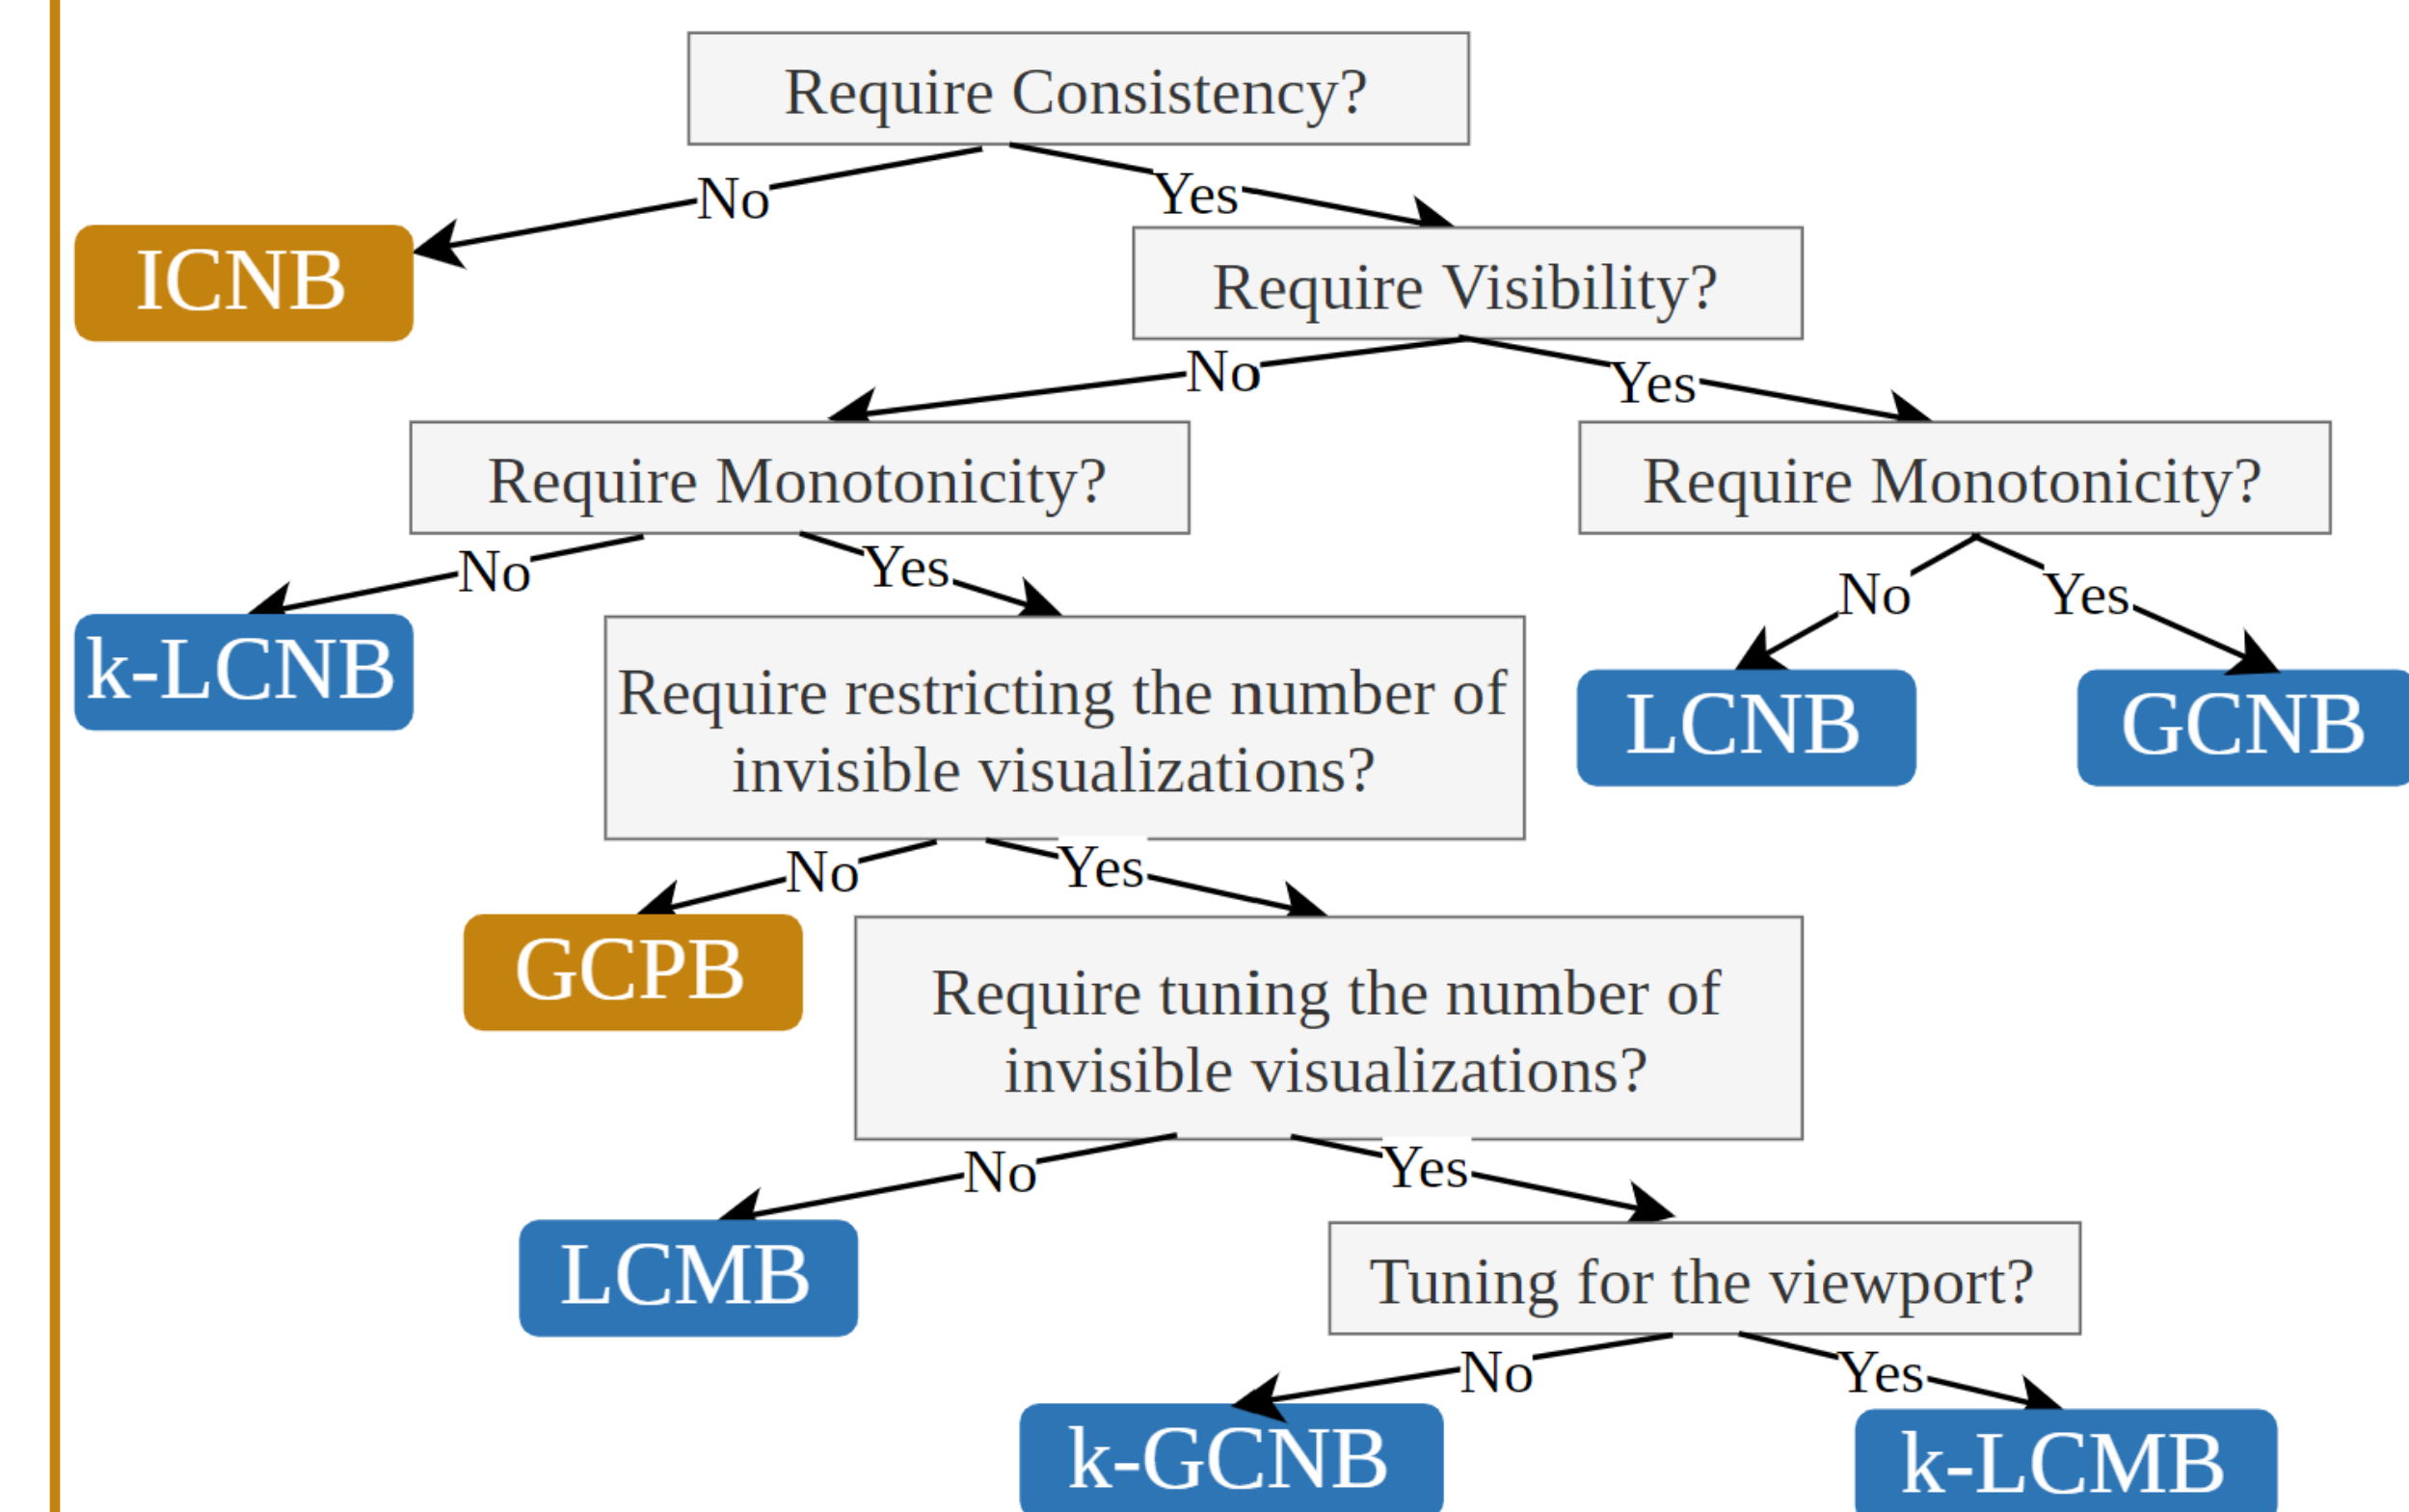 Require Consistency?
No
Yes
ICNB
Require Visibility?
No
Yes
Require Monotonicity?
Require Monotonicity?
No
Yes
No
Yes
k-LCNB
Require restricting the number of
invisible visualizations?
LCNB
GCNB
No
Yes
GCPB
Require tuning the number of
invisible visualizations?
No
Yes
LCMB
Tuning for the viewport?
No
Yes
k-GCNB
k-LCMB